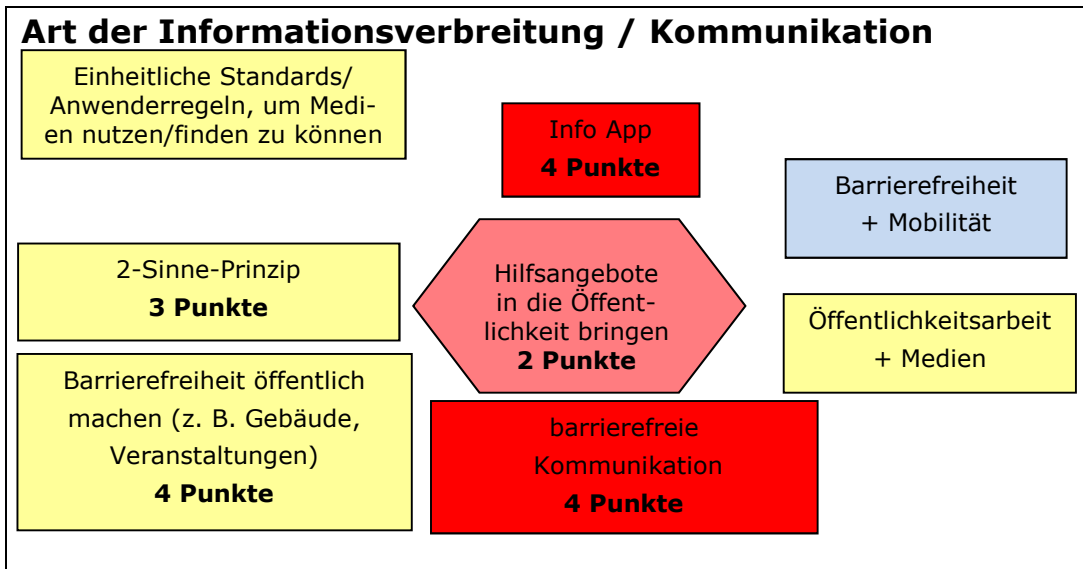 Art der Informationsverbreitung / Kommunikation
Einheitliche Standards/
Anwenderregeln, um Medi-
en nutzen/finden zu können
Info App
4 Punkte
Barrierefreiheit
+ Mobilität
2-Sinne-Prinzip
3 Punkte
Hilfsangebote
in die Öffent-
lichkeit bringen
2 Punkte
Öffentlichkeitsarbeit
+ Medien
Barrierefreiheit öffentlich
machen (z. B. Gebäude,
Veranstaltungen)
4 Punkte
barrierefreie
Kommunikation
4 Punkte